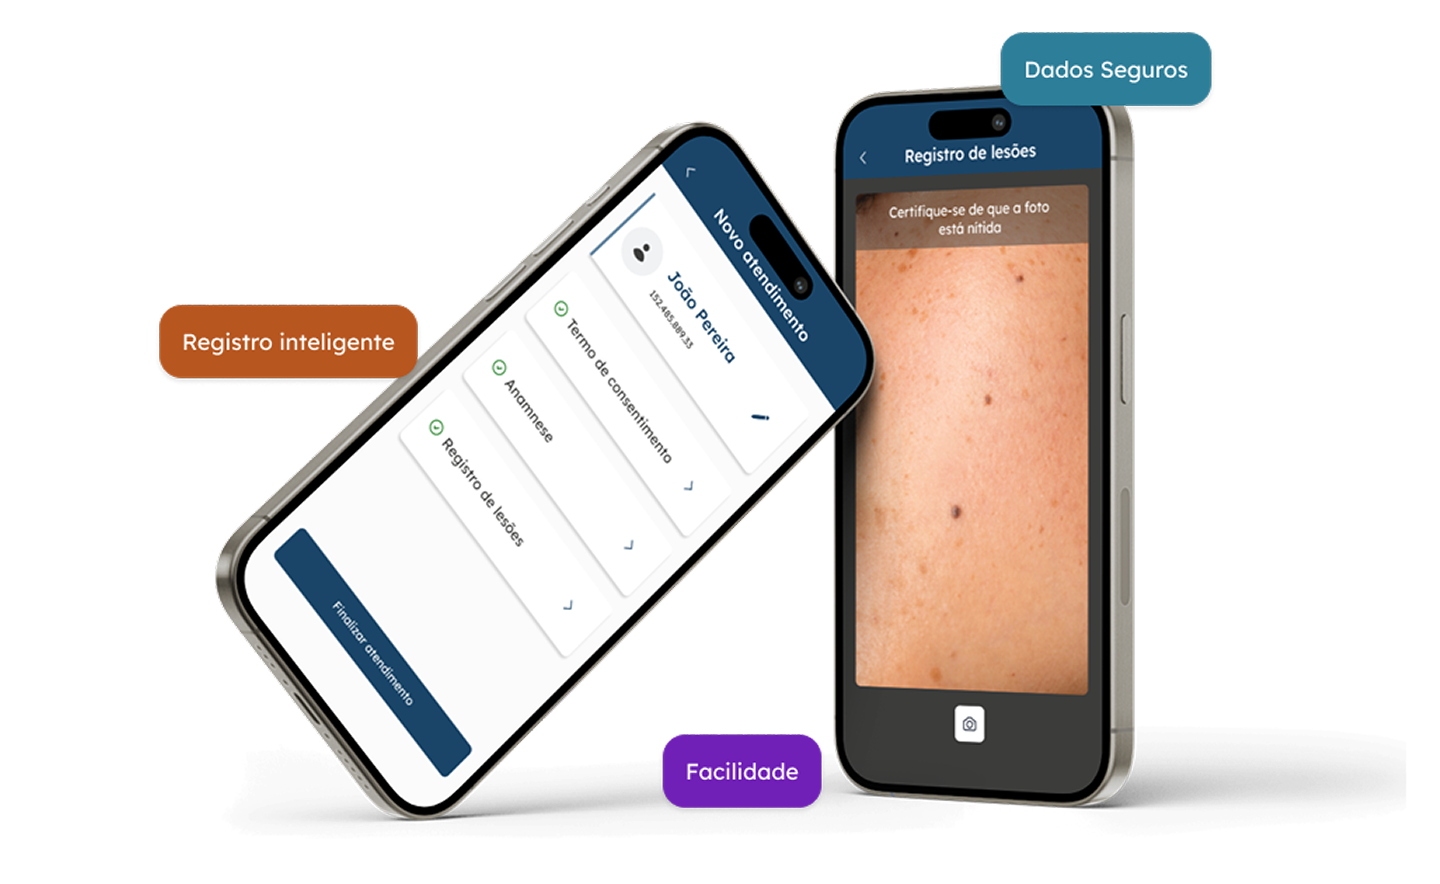 Dados Seguros
Registro de lesões
Certifique-se de que a foto
está nítida
Novo atendimento
João Pereira
152.485.889.33
Termo de consentimento
Anamnese
Registro de lesões
Finalizar atendimento
Registro inteligente
Facilidade